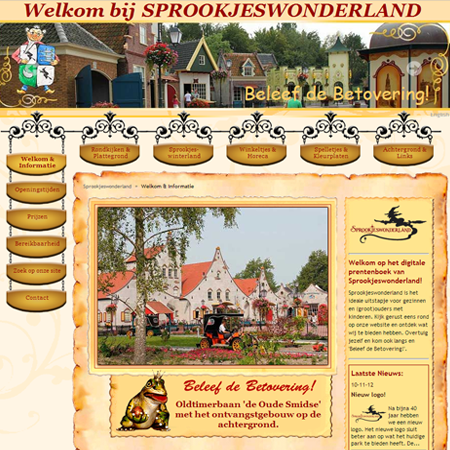 Welkom bij SPROOKJESWONDERLAND
Beleef de Betovering!
Welkom & Informatie
Rondkijken & Plattegrond
Sprookjes- winterland
Winkeltjes & Horeca
Spelletjes & Kleurplaten
Achtergrond & Links
Openingstijden
Prijzen
Bereikbaarheid
Zoek op onze site
Contact
Sprookjeswonderland > Welkom & Informatie
SPROOKJESWONDERLAND
Welkom op het digitale
prentenboek van
Sprookjeswonderland!
Sprookjeswonderland is het
ideale uitstapje voor gezinnen
en (groot)ouders met
kinderen. Kijk gerust eens rond
op onze website en ontdek wat
wij te bieden hebben. Overtuig
jezelf en kom ook langs en
'Beleef de Betovering!'.
Laatste Nieuws:
10-11-12
Nieuw logo!
Na bijna 40
jaar hebben
we een nieuw
logo. Het nieuwe logo sluit
beter aan op wat het huidige
park te bieden heeft. De...
Beleef de Betovering!
Oldtimerbaan 'de Oude Smidse'
met het ontvangstgebouw op de
achtergrond.